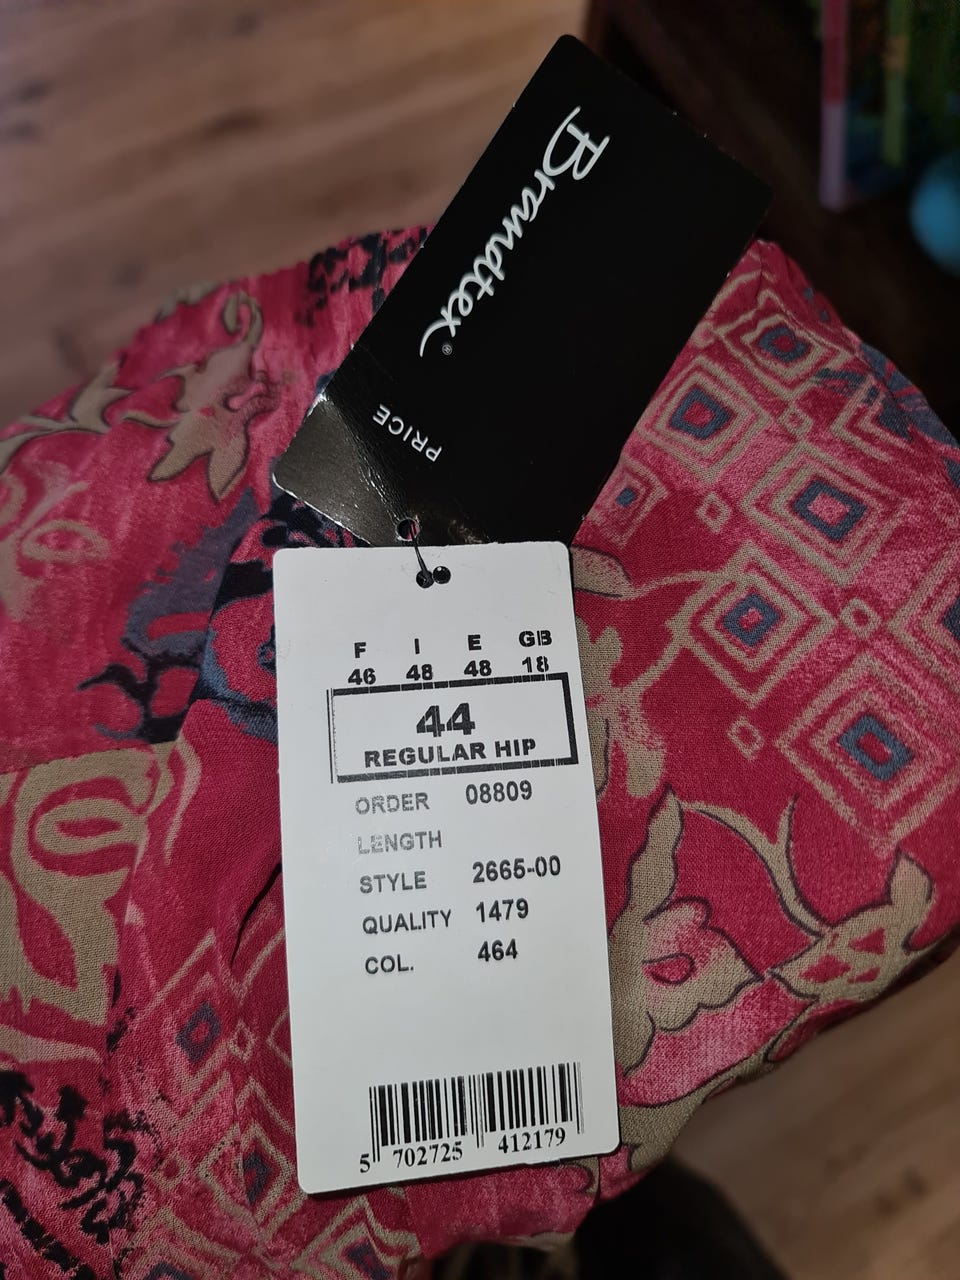 Brandtex®
PRICE
F I E GB
46 48 48 18
44
REGULAR HIP
ORDER 08809
LENGTH
STYLE 2665-00
QUALITY 1479
COL. 464
5 702725 412179